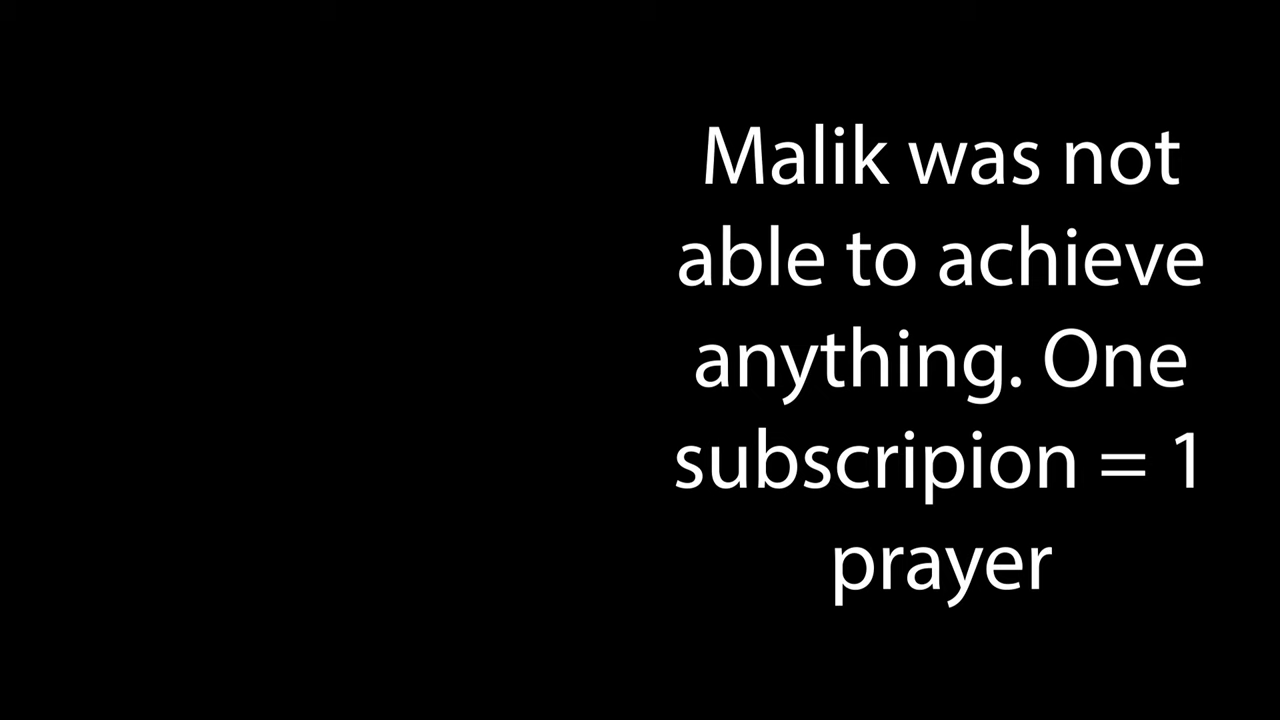 Malik was not
able to achieve
anything. One
subscripion = 1
prayer